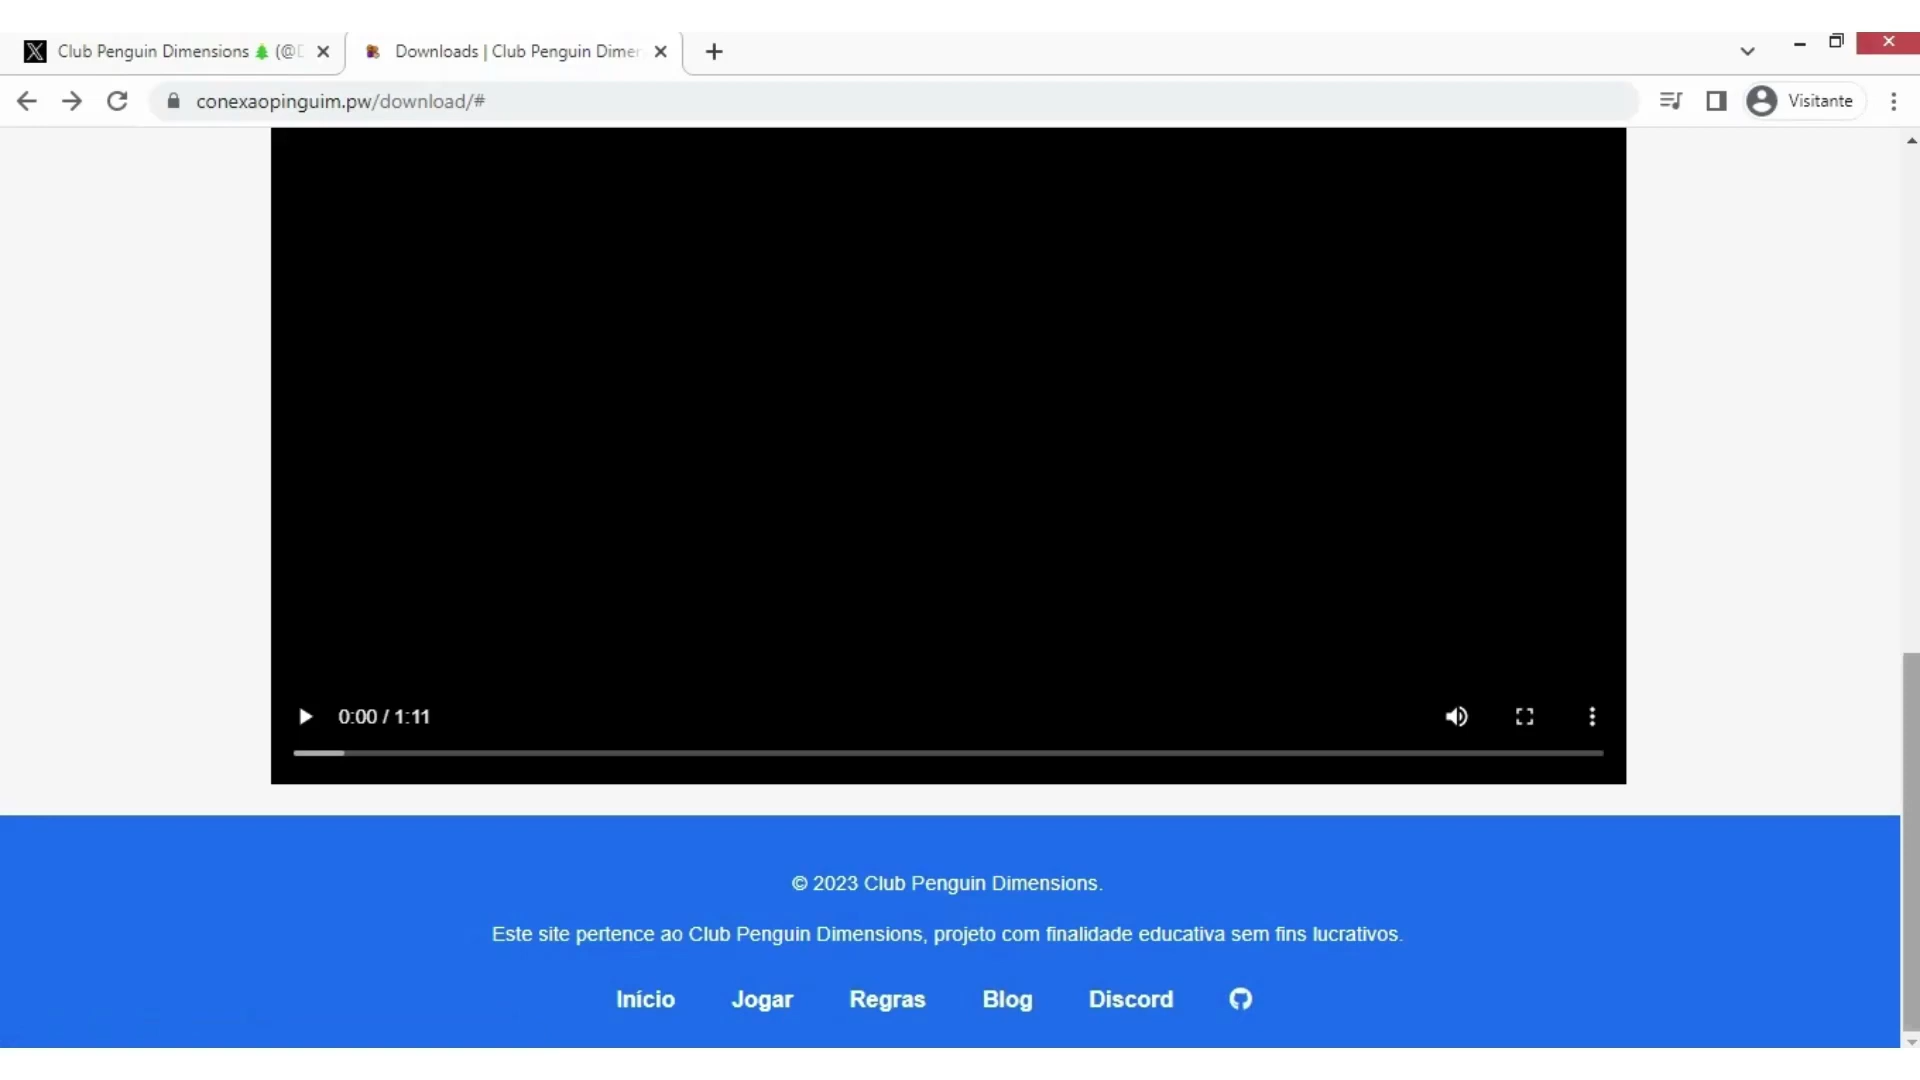 Club Penguin Dimensions🎄 (@
Downloads | Club Penguin Dime
conexaopinguim.pw/download/#
Visitante
0:00 / 1:11
© 2023 Club Penguin Dimensions.
Este site pertence ao Club Penguin Dimensions, projeto com finalidade educativa sem fins lucrativos.
Início Jogar Regras Blog Discord